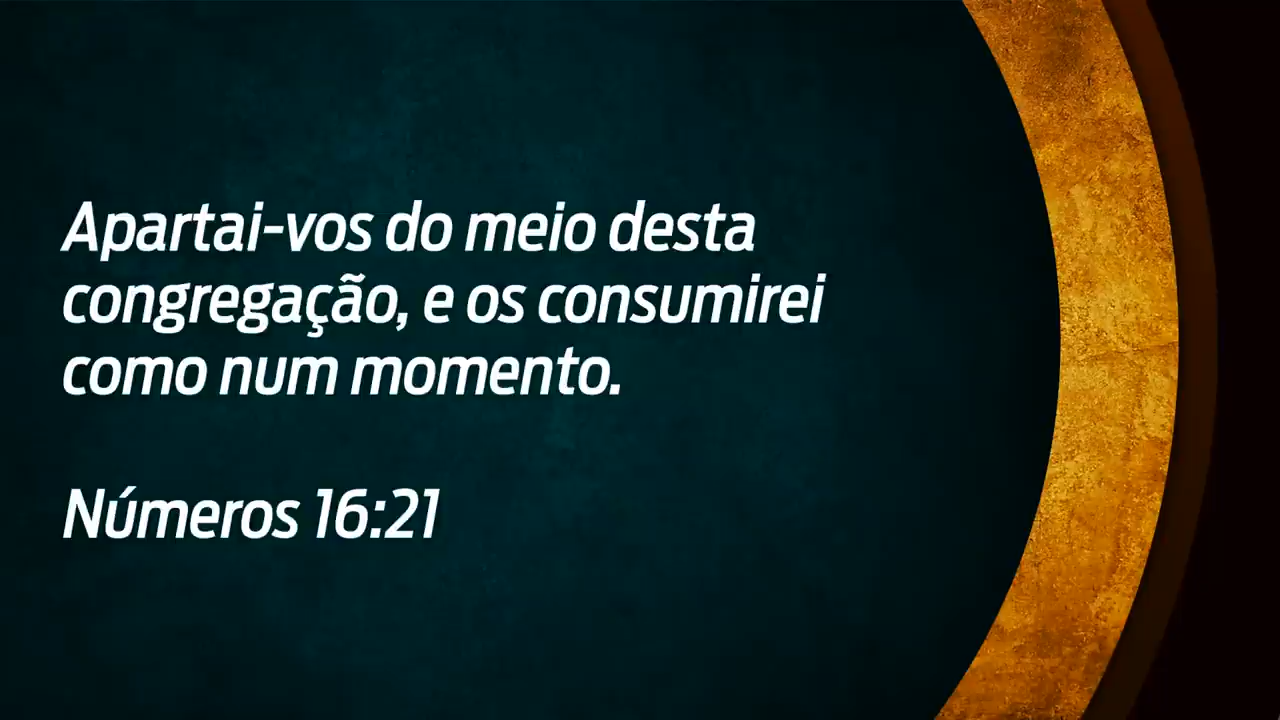 Apartai-vos do meio desta
congregação, e os consumirei
como num momento.
Números 16:21